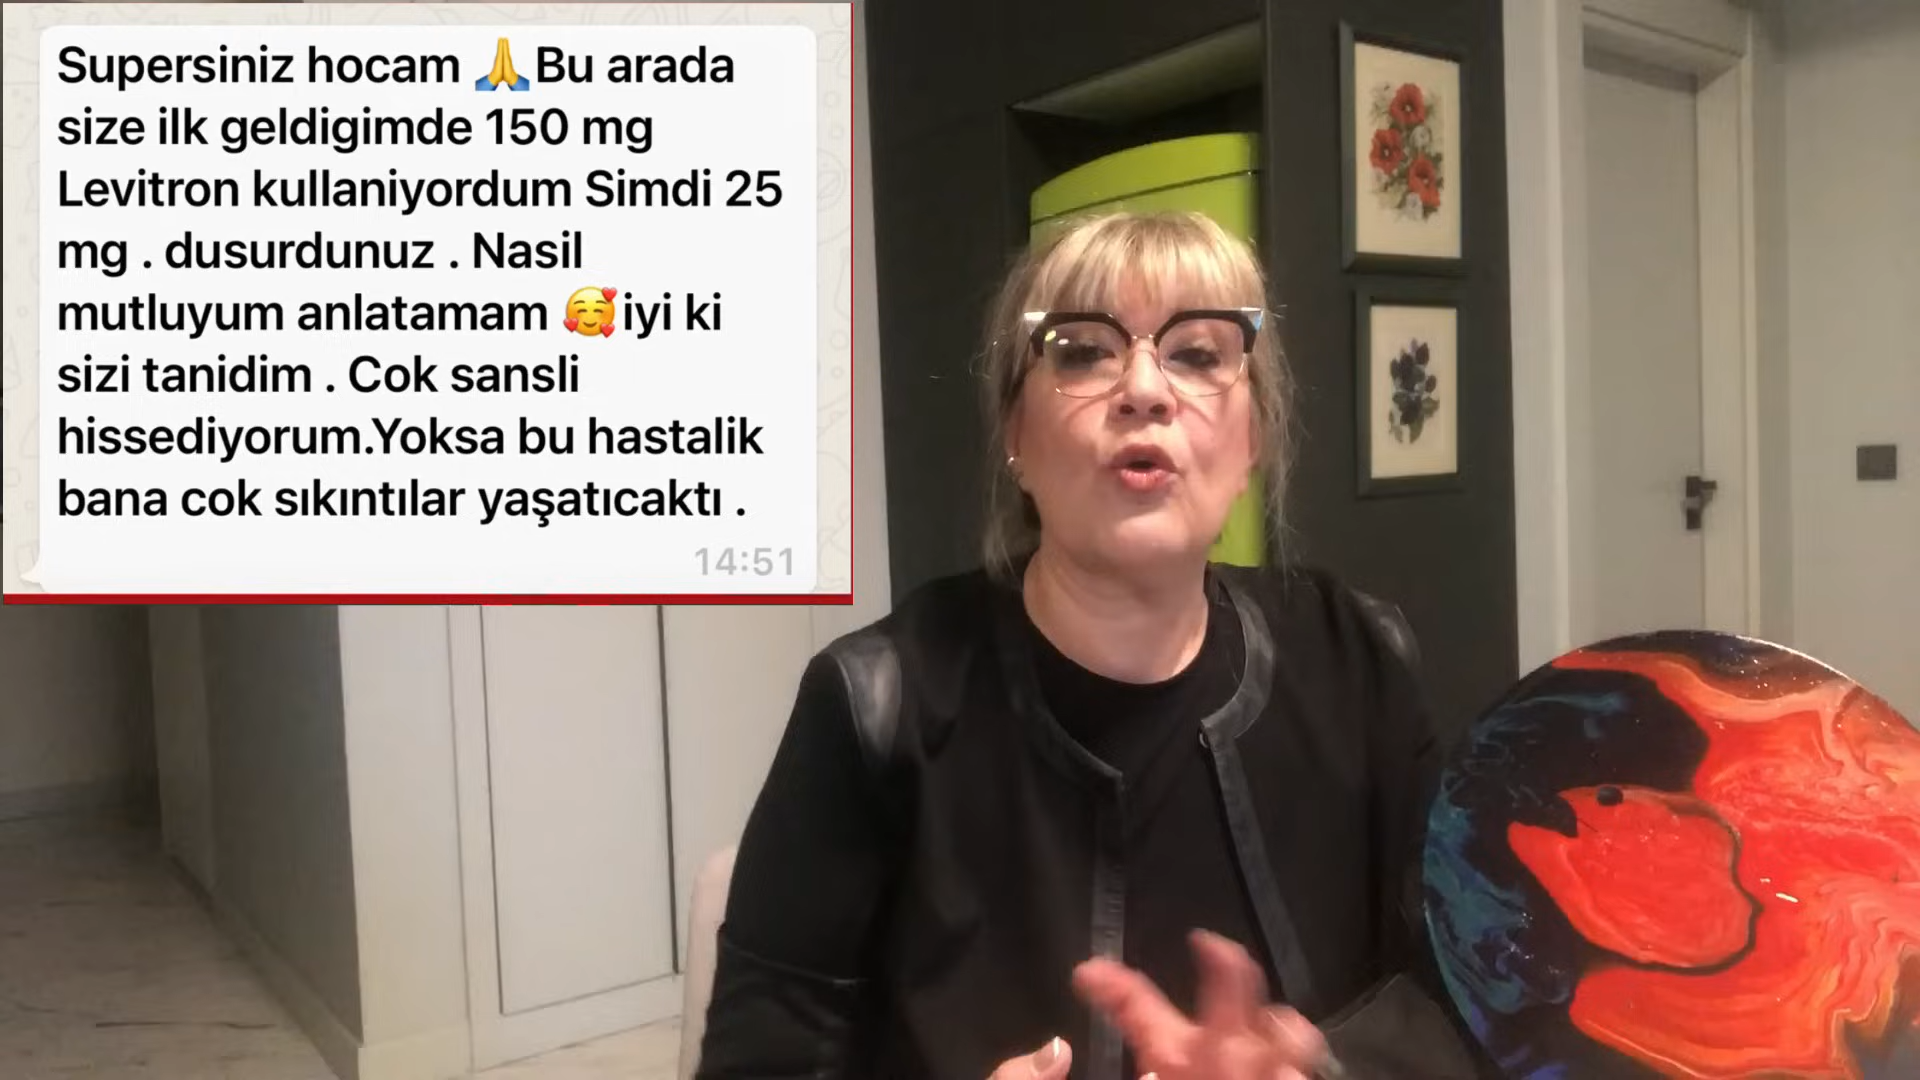 Supersiniz hocam 🙏Bu arada
size ilk geldigimde 150 mg
Levitron kullaniyordum Simdi 25
mg . dusurdunuz . Nasil
mutluyum anlatamam 🥰iyi ki
sizi tanidim . Cok sansli
hissediyorum.Yoksa bu hastalik
bana cok sıkıntılar yaşatıcaktı .
14:51